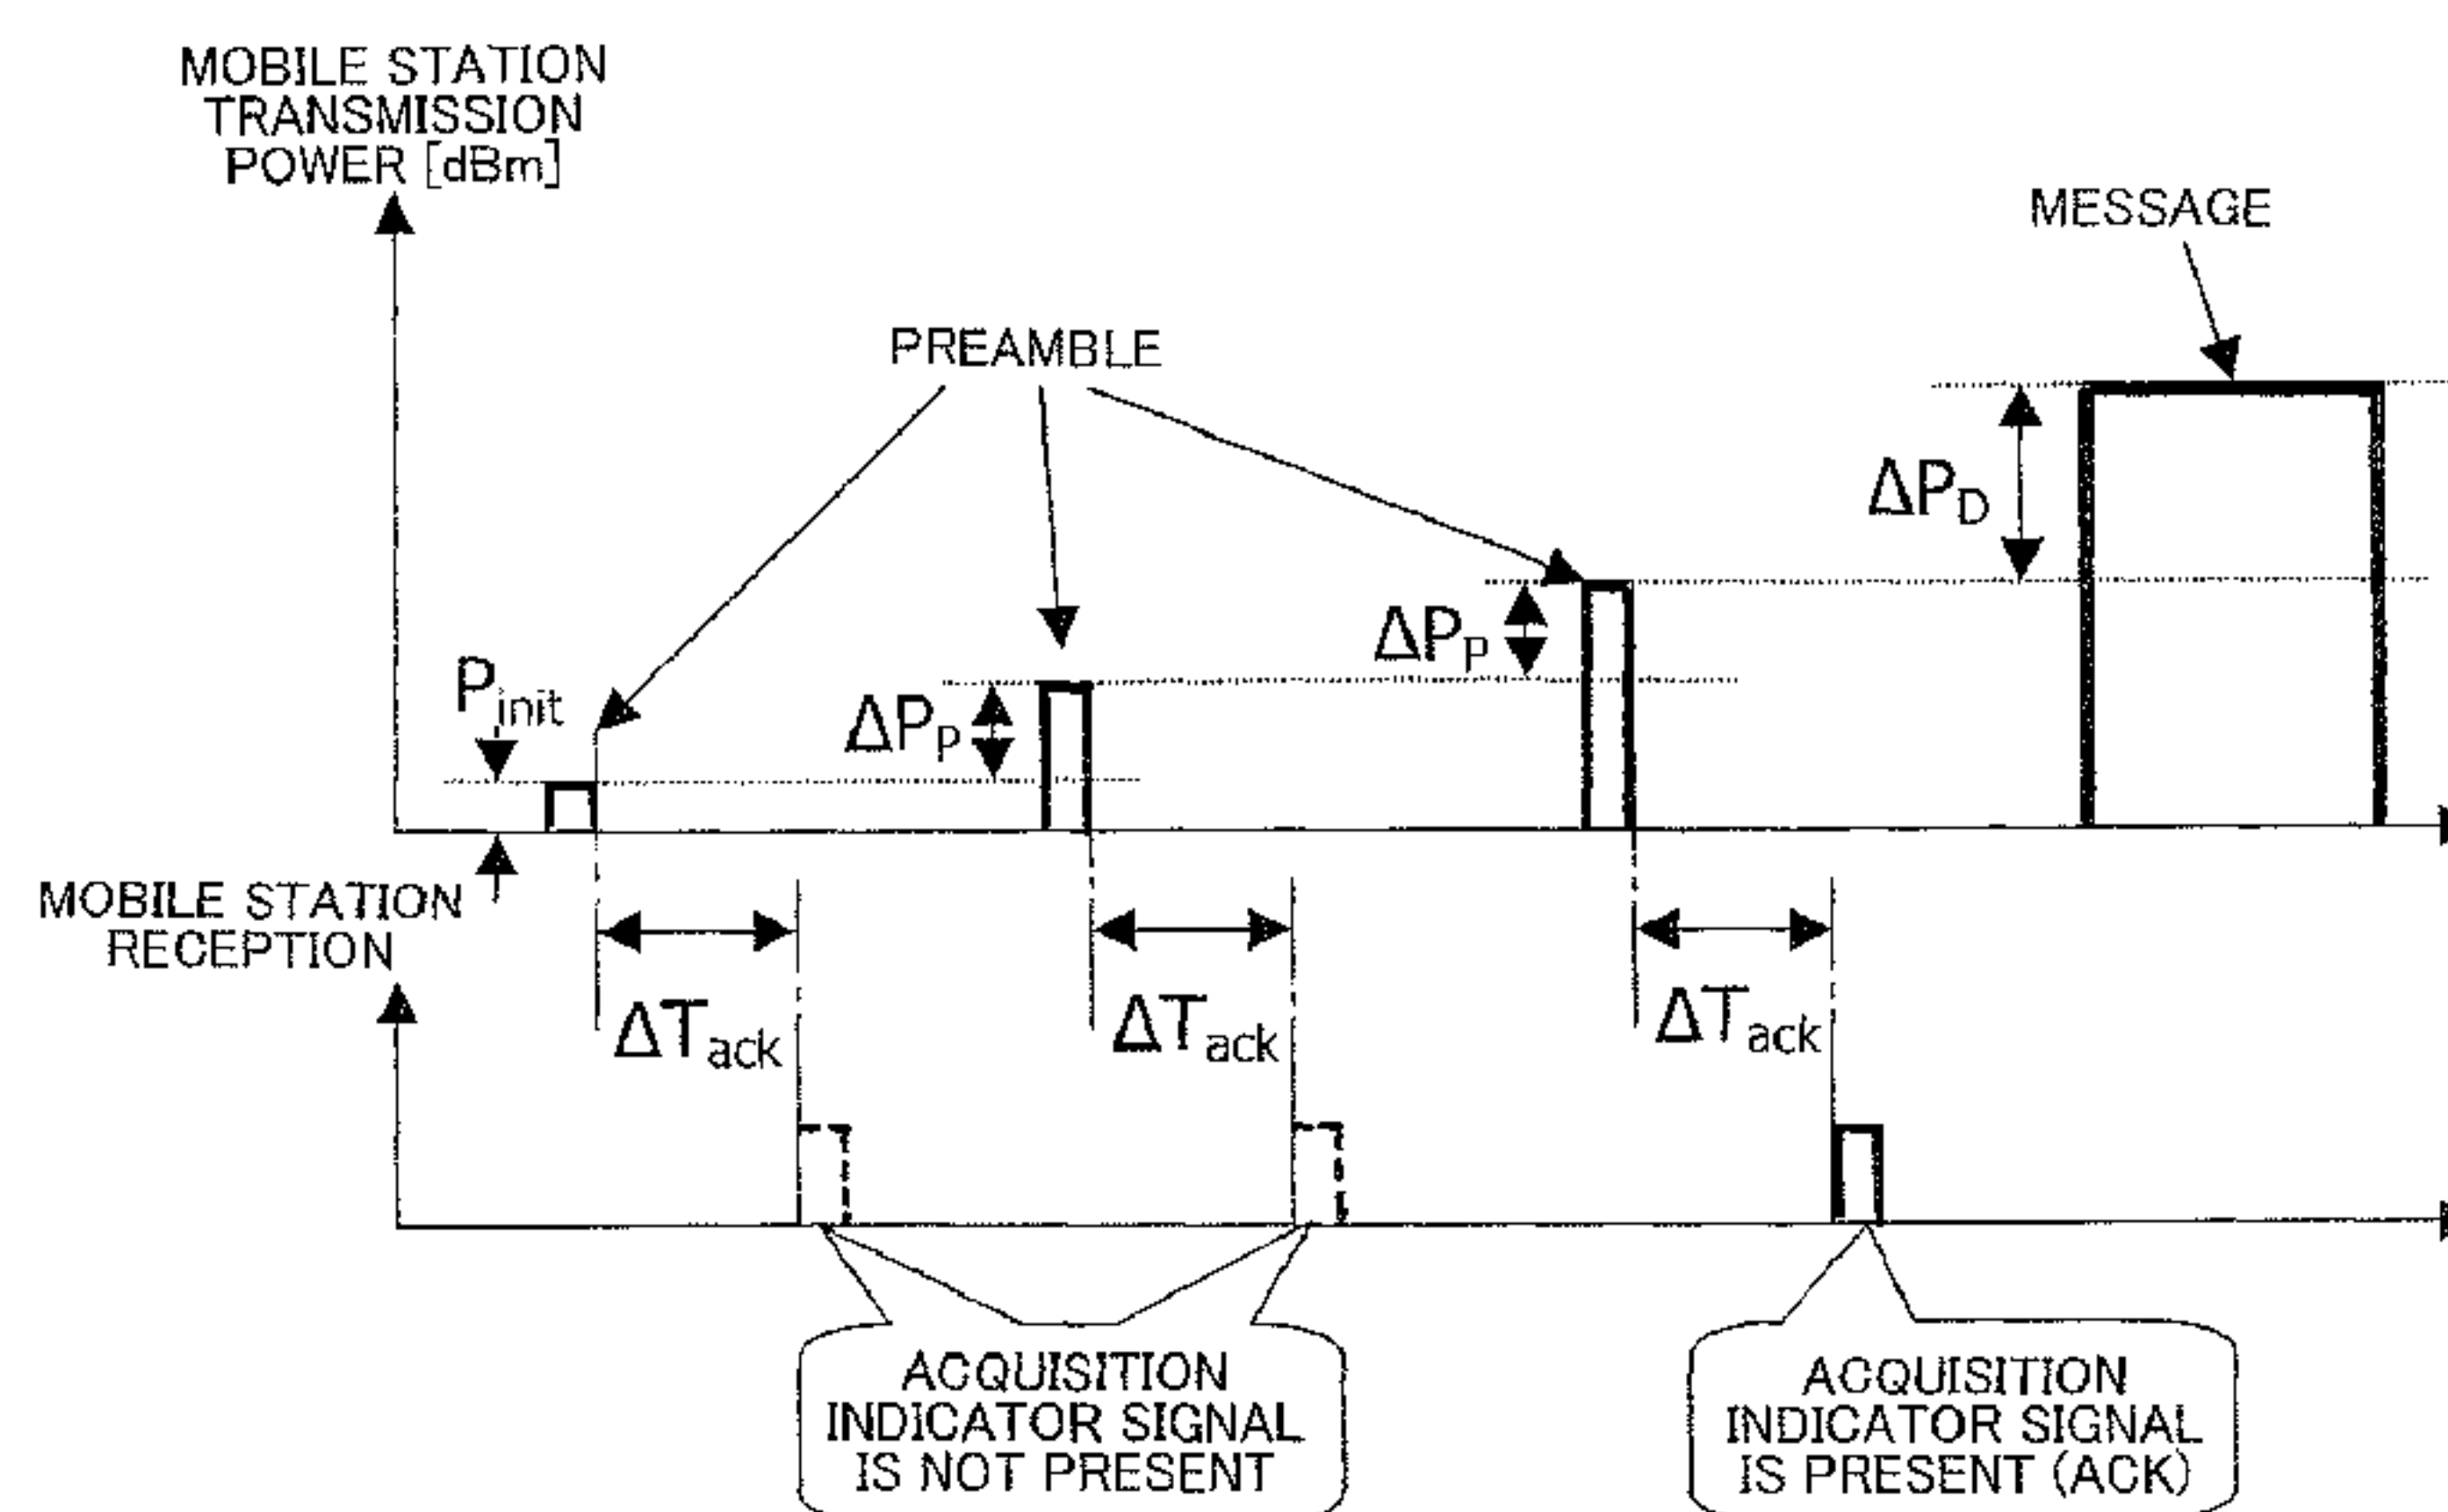 MOBILE STATION
TRANSMISSION
POWER [dBm]
MESSAGE
PREAMBLE
ΔP_D
ΔP_P
P_init
ΔP_P
MOBILE STATION
RECEPTION
ΔT_ack
ΔT_ack
ΔT_ack
ACQUISITION
INDICATOR SIGNAL
IS NOT PRESENT
ACQUISITION
INDICATOR SIGNAL
IS PRESENT (ACK)